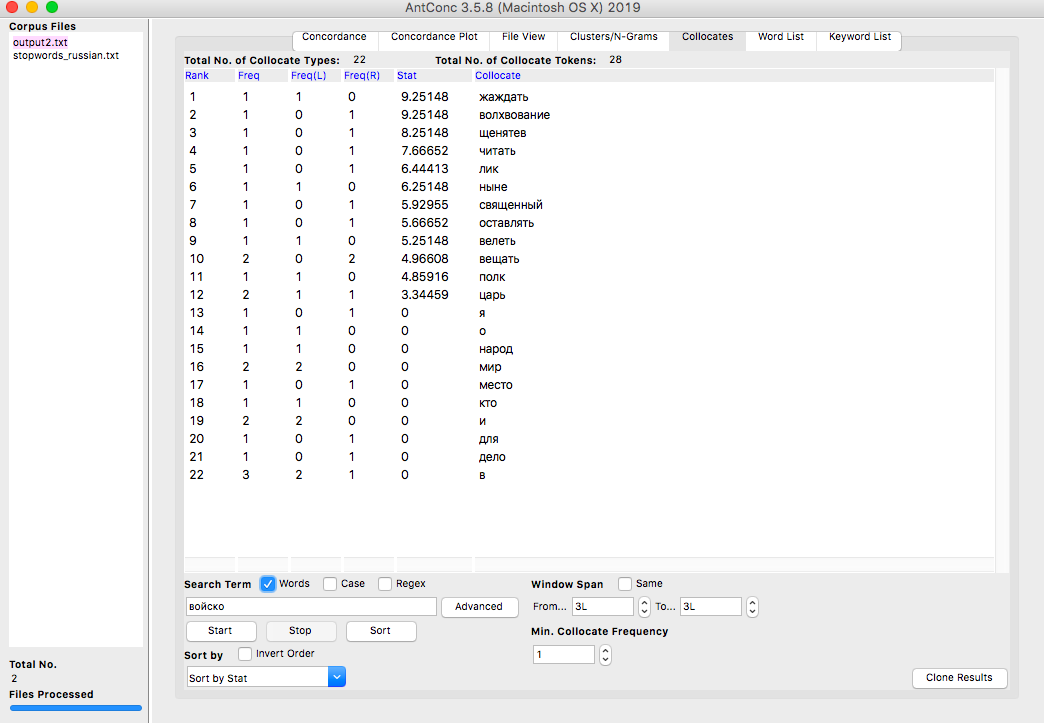 AntConc 3.5.8 (Macintosh OS X) 2019
Corpus Files
output2.txt
stopwords_russian.txt
Concordance Concordance Plot File View Clusters/N-Grams Collocates Word List Keyword List
Total No. of Collocate Types: 22 Total No. of Collocate Tokens: 28
Rank Freq Freq(L) Freq(R) Stat Collocate
1 1 1 0 9.25148 жаждать
2 1 0 1 9.25148 волхвование
3 1 0 1 8.25148 щенятев
4 1 0 1 7.66652 читать
5 1 0 1 6.44413 лик
6 1 1 0 6.25148 ныне
7 1 0 1 5.92955 священный
8 1 0 1 5.66652 оставлять
9 1 1 0 5.25148 велеть
10 2 0 2 4.96608 вещать
11 1 1 0 4.85916 полк
12 2 1 1 3.34459 царь
13 1 0 1 0 я
14 1 1 0 0 о
15 1 1 0 0 народ
16 2 2 0 0 мир
17 1 0 1 0 место
18 1 1 0 0 кто
19 2 2 0 0 и
20 1 0 1 0 для
21 1 0 1 0 дело
22 3 2 1 0 в
Search Term Words Case Regex
войско Advanced
Start Stop Sort
Sort by Invert Order
Sort by Stat
Window Span Same
From... 3L To... 3L
Min. Collocate Frequency
1
Clone Results
Total No.
2
Files Processed